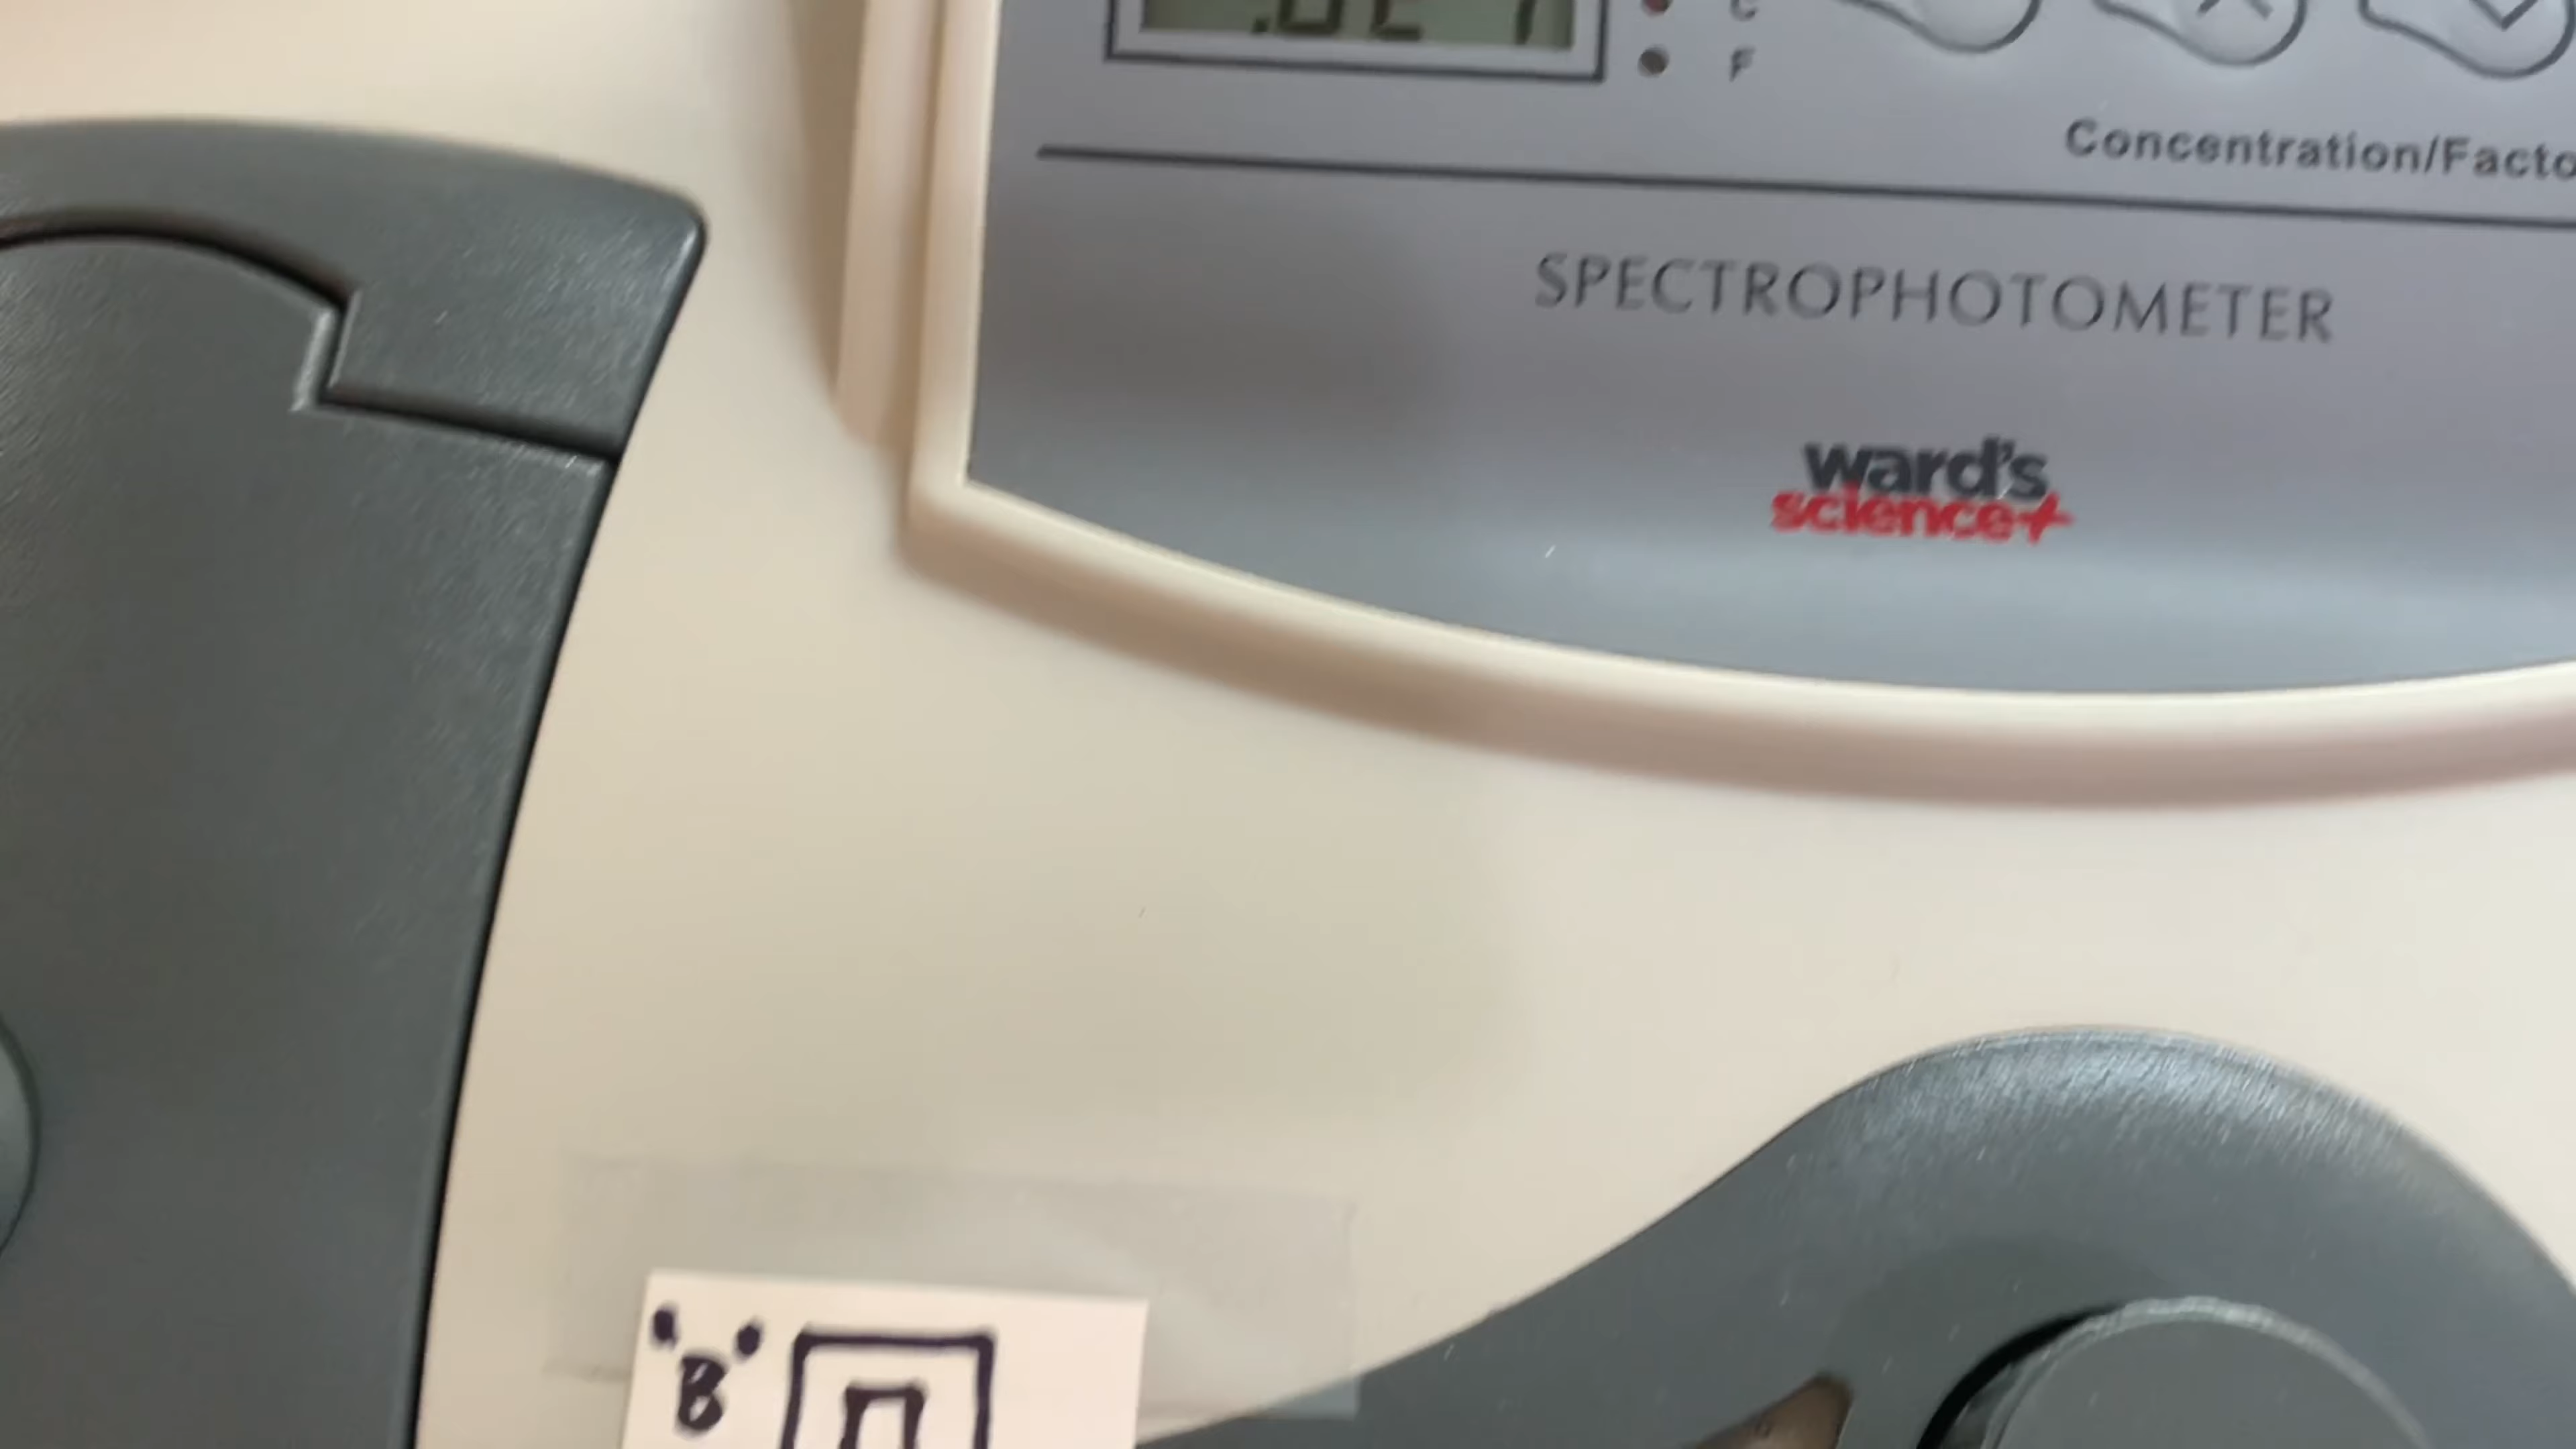 C
F
Concentration/Facto
SPECTROPHOTOMETER
ward's
science+
"B"